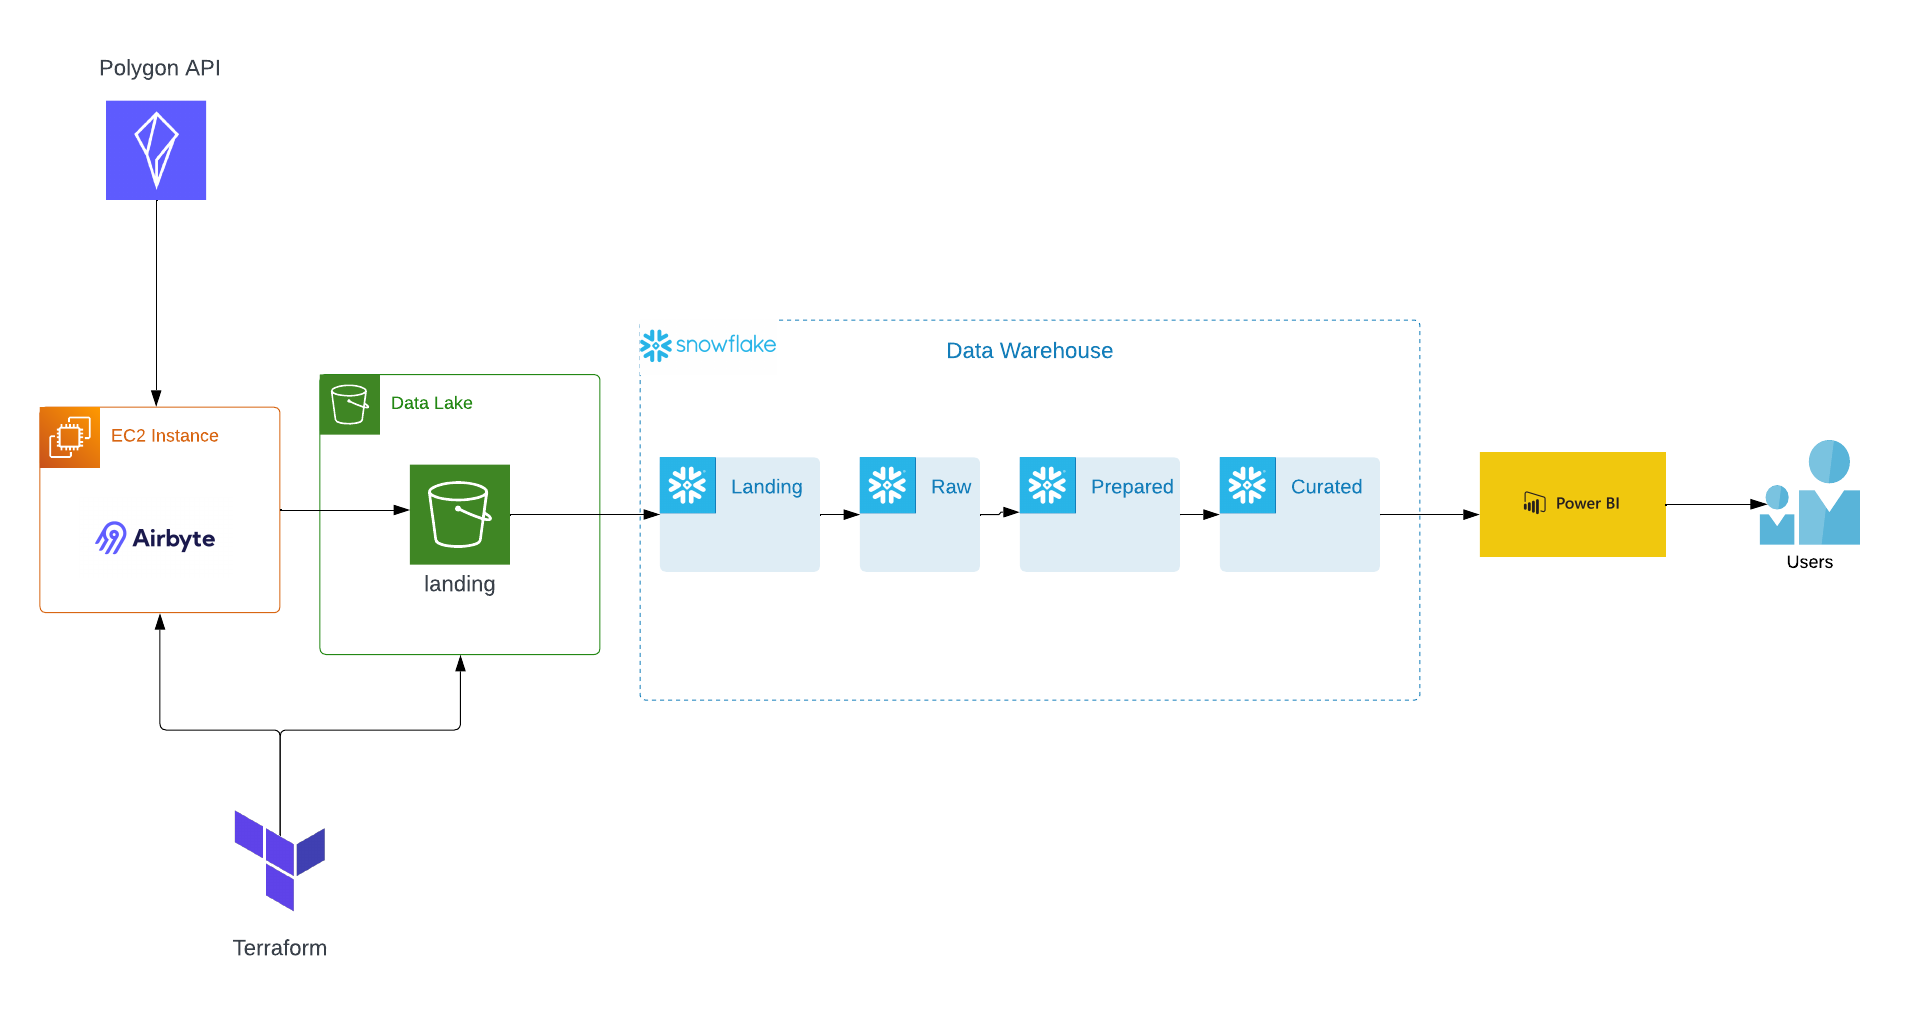 Polygon API
EC2 Instance
Airbyte
Data Lake
landing
snowflake
Data Warehouse
Landing
Raw
Prepared
Curated
Power BI
Users
Terraform